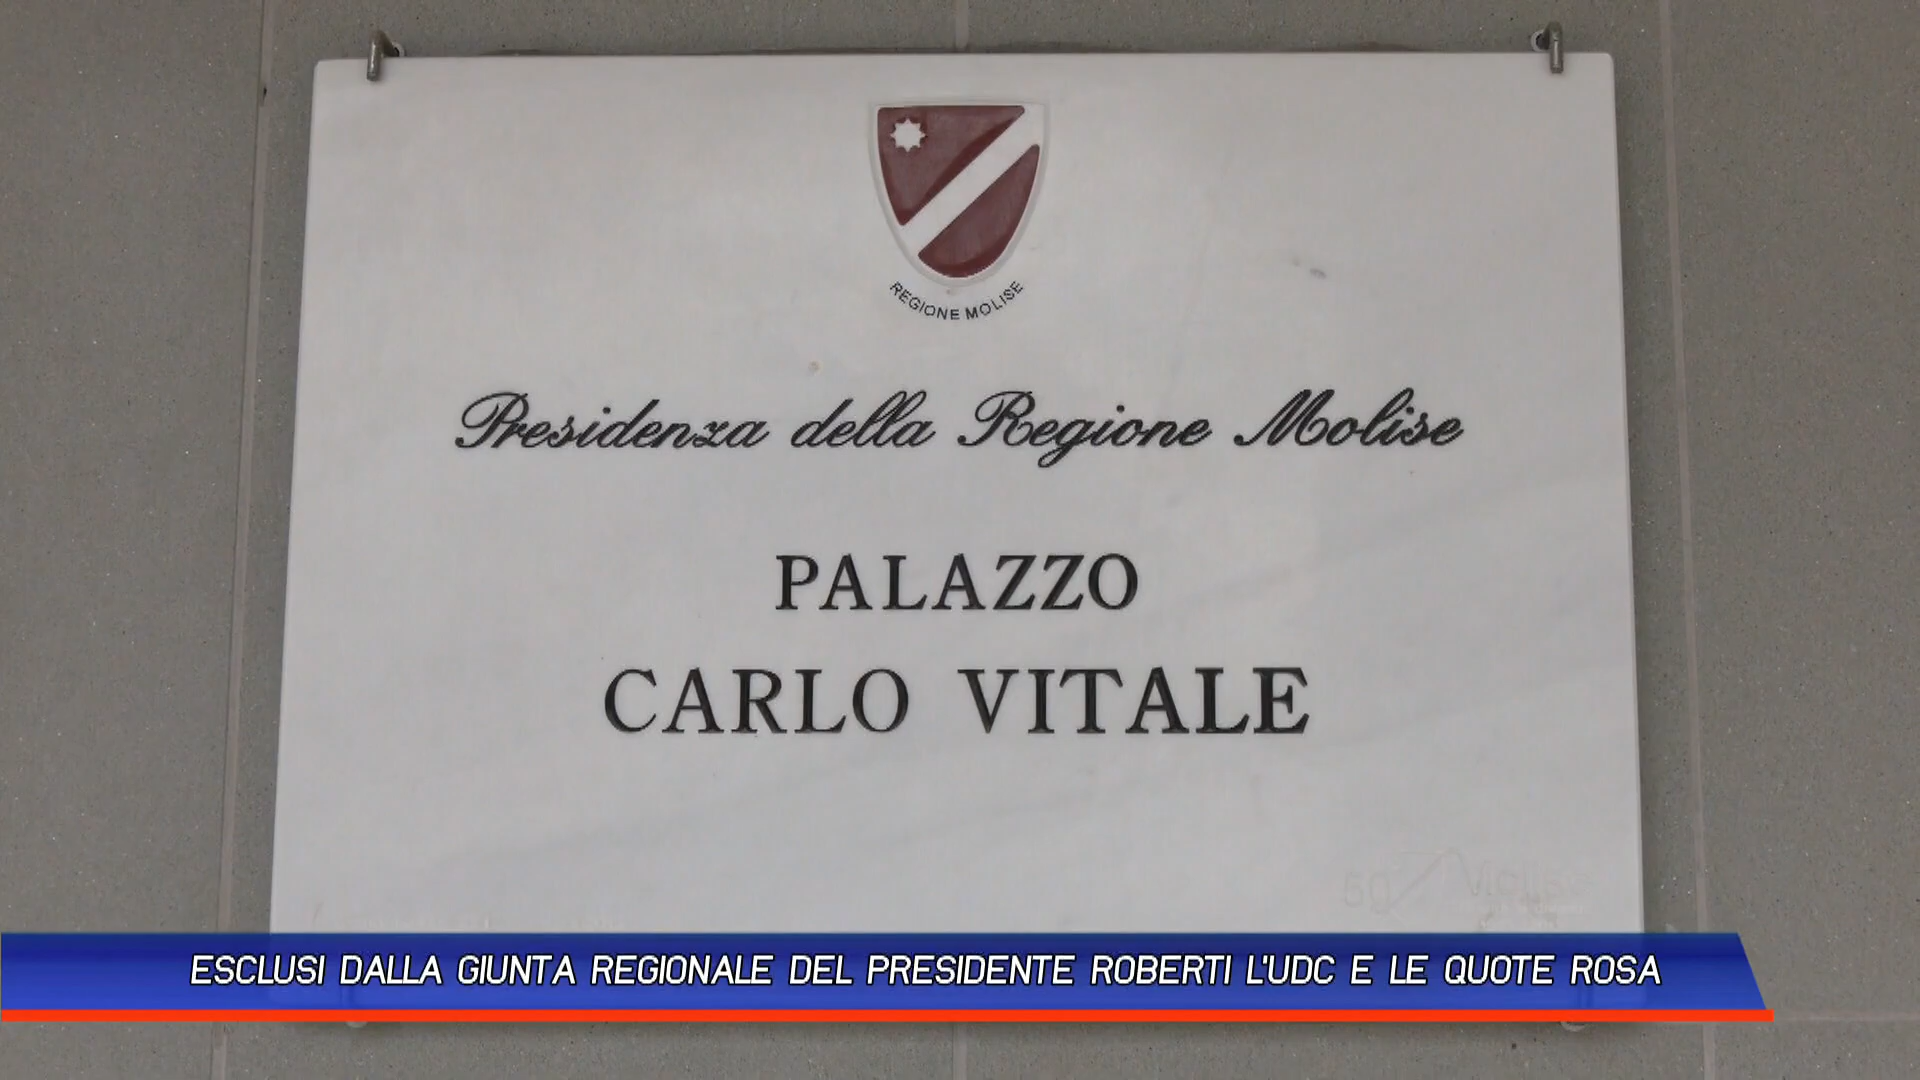 REGIONE MOLISE
Presidenza della Regione Molise
PALAZZO
CARLO VITALE
ESCLUSI DALLA GIUNTA REGIONALE DEL PRESIDENTE ROBERTI L'UDC E LE QUOTE ROSA